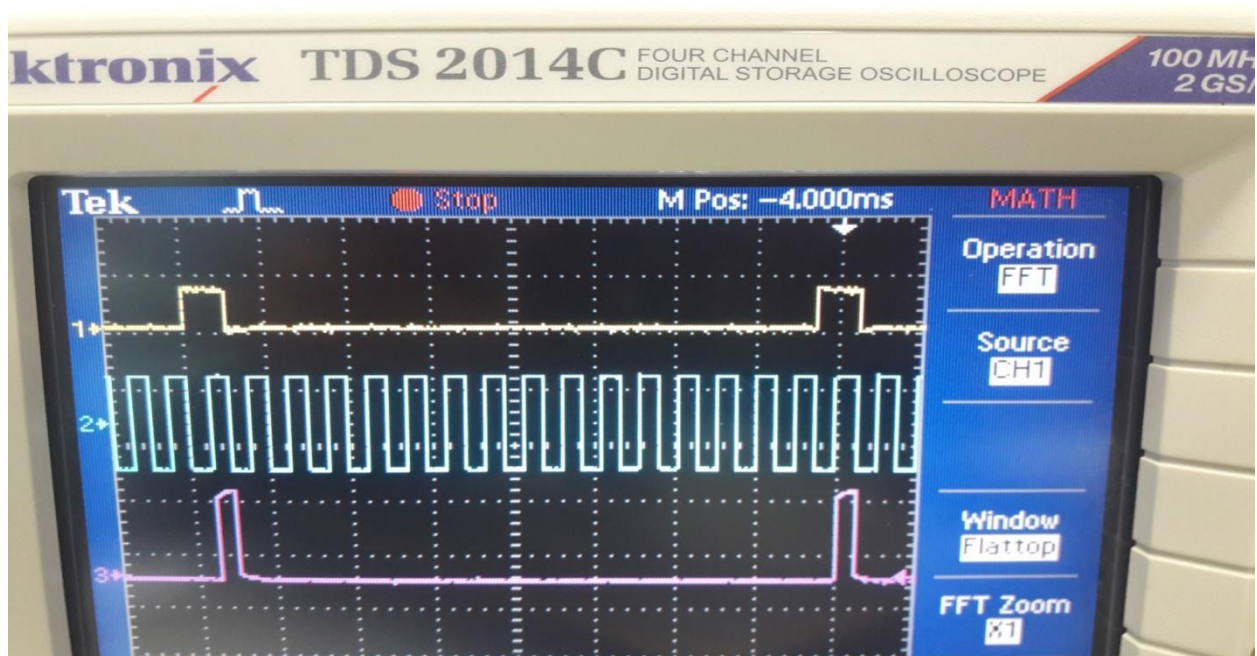 ktronix TDS 2014C FOUR CHANNEL
DIGITAL STORAGE OSCILLOSCOPE
100 MH
2 GS/
Tek Stop M Pos: -4.000ms MATH
Operation
FFT
Source
CH1
Window
Flattop
FFT Zoom
X1
1
2
3